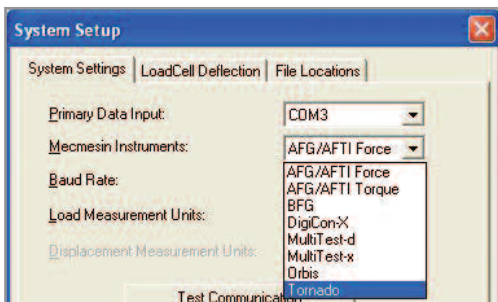 System Setup
System Settings LoadCell Deflection File Locations
Primary Data Input: COM3
Mecmesin Instruments: AFG/AFTI Force
AFG/AFTI Force
AFG/AFTI Torque
Baud Rate: BFG
DigiCon-X
Load Measurement Units: MultiTest-d
MultiTest-x
Displacement Measurement Units: Orbis
Tornado
Test Communication